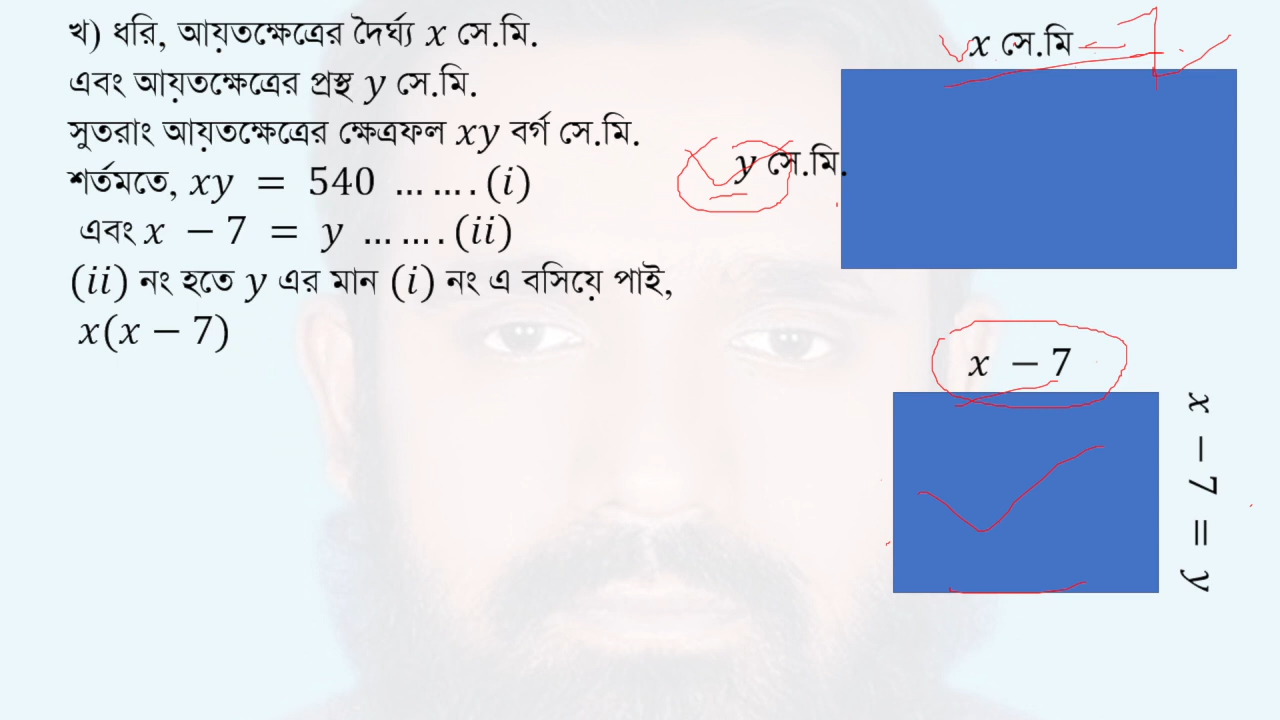 খ) ধরি, আয়তক্ষেত্রের দৈর্ঘ্য x সে.মি.
এবং আয়তক্ষেত্রের প্রস্থ y সে.মি.
সুতরাং আয়তক্ষেত্রের ক্ষেত্রফল xy বর্গ সে.মি.
শর্তমতে, xy = 540 ... ... . (i)
এবং x − 7 = y ... ... . (ii)
(ii) নং হতে y এর মান (i) নং এ বসিয়ে পাই,
x(x − 7)
x সে.মি
y সে.মি.
x − 7
x − 7 = y